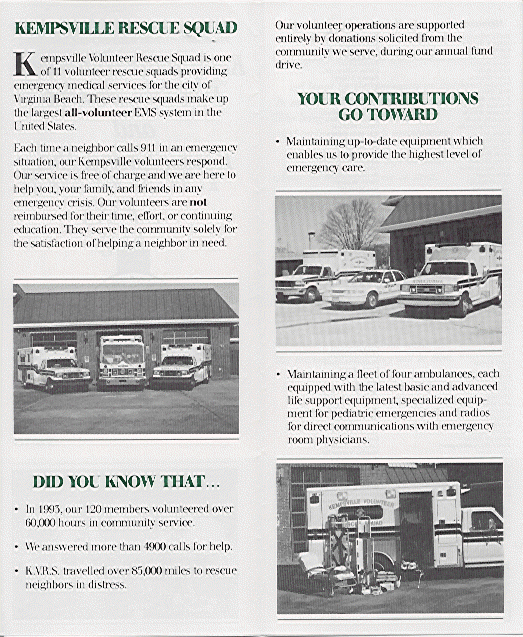 KEMPSVILLE RESCUE SQUAD
Kempsville Volunteer Rescue Squad is one
of 11 volunteer rescue squads providing
emergency medical services for the city of
Virginia Beach. These rescue squads make up
the largest all-volunteer EMS system in the
United States.
Each time a neighbor calls 911 in an emergency
situation, our Kempsville volunteers respond.
Our service is free of charge and we are here to
help you, your family, and friends in any
emergency crisis. Our volunteers are not
reimbursed for their time, effort, or continuing
education. They serve the community solely for
the satisfaction of helping a neighbor in need.
DID YOU KNOW THAT...
• In 1993, our 120 members volunteered over
60,000 hours in community service.
• We answered more than 4900 calls for help.
• K.V.R.S. travelled over 85,000 miles to rescue
neighbors in distress.
Our volunteer operations are supported
entirely by donations solicited from the
community we serve, during our annual fund
drive.
YOUR CONTRIBUTIONS
GO TOWARD
• Maintaining up-to-date equipment which
enables us to provide the highest level of
emergency care.
• Maintaining a fleet of four ambulances, each
equipped with the latest basic and advanced
life support equipment, specialized equip-
ment for pediatric emergencies and radios
for direct communications with emergency
room physicians.
KEMPSVILLE VOLUNTEER
SQUAD